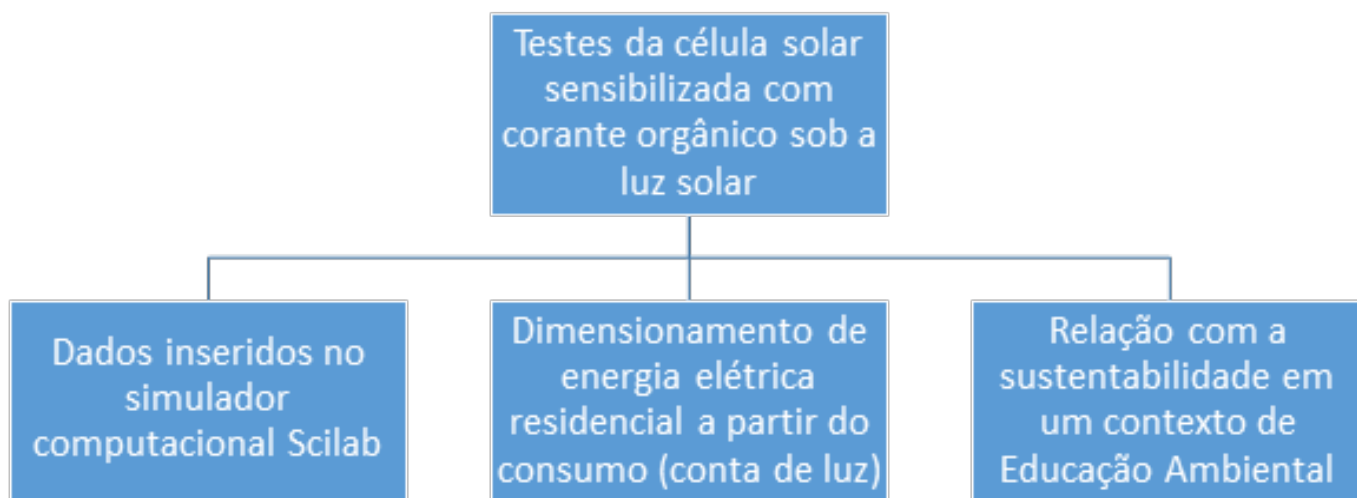 Testes da célula solar
sensibilizada com
corante orgânico sob a
luz solar
Dados inseridos no
simulador
computacional Scilab
Dimensionamento de
energia elétrica
residencial a partir do
consumo (conta de luz)
Relação com a
sustentabilidade em
um contexto de
Educação Ambiental